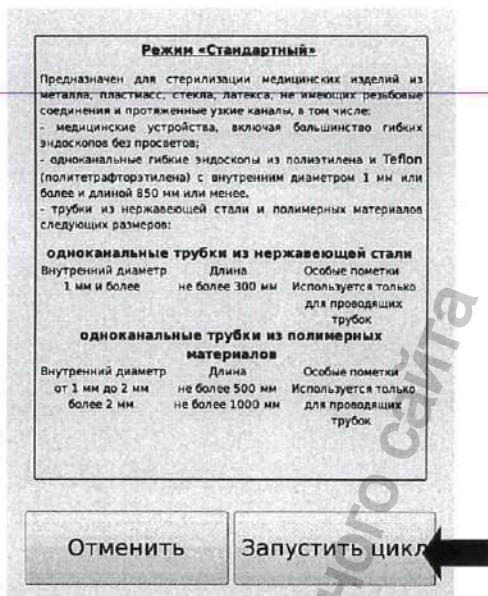 Режим «Стандартный»
Предназначен для стерилизации медицинских изделий из
металла, пластмасс, стекла, латекса, не имеющих резьбовые
соединения и протяженные узкие каналы, в том числе:
- медицинские устройства, включая большинство гибких
эндоскопов без просветов;
- одноканальные гибкие эндоскопы из полиэтилена и Teflon
(политетрафторэтилена) с внутренним диаметром 1 мм или
более и длиной 850 мм или менее.
- трубки из нержавеющей стали и полимерных материалов
следующих размеров:
одноканальные трубки из нержавеющей стали
Внутренний диаметр Длина Особые пометки
1 мм и более не более 300 мм Используется только
для проводящих
трубок
одноканальные трубки из полимерных
материалов
Внутренний диаметр Длина Особые пометки
от 1 мм до 2 мм не более 500 мм Используется только
более 2 мм не более 1000 мм для проводящих
трубок
Отменить Запустить цикл
ного сайта